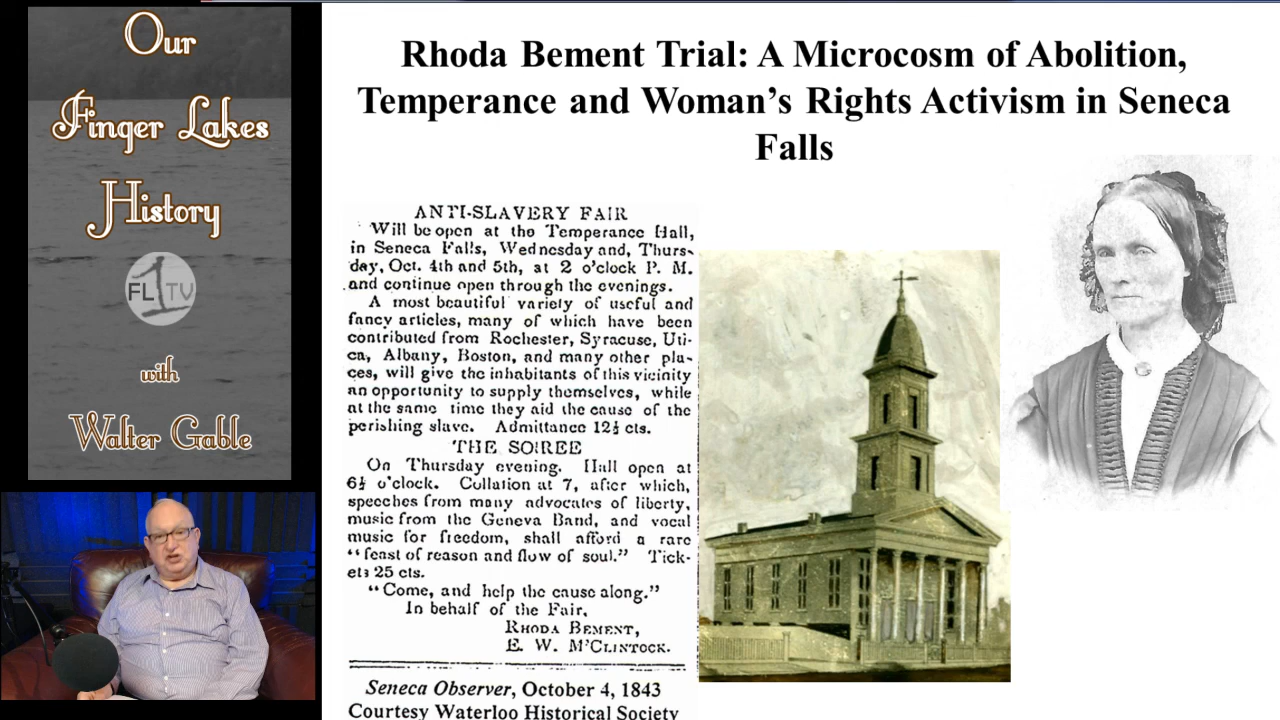 Our
Finger Lakes
History
FL TV
1
with
Walter Gable
Rhoda Bement Trial: A Microcosm of Abolition,
Temperance and Woman's Rights Activism in Seneca
Falls
ANTI-SLAVERY FAIR
Will be open at the Temperance Hall,
in Seneca Falls, Wednesday and, Thurs-
day, Oct. 4th and 5th, at 2 o'clock P. M.
and continue open through the evenings.
A most beautiful variety of useful and
fancy articles, many of which have been
contributed from Rochester, Syracuse, Uti-
ca, Albany, Boston, and many other pla-
ces, will give the inhabitants of this vicinity
an opportunity to supply themselves, while
at the same time they aid the cause of the
perishing slave. Admittance 12½ cts.
THE SOIREE
On Thursday evening. Hall open at
6½ o'clock. Collation at 7, after which,
speeches from many advocates of liberty,
music from the Geneva Band, and vocal
music for freedom, shall afford a rare
"feast of reason and flow of soul." Tick-
ets 25 cts.
"Come, and help the cause along."
In behalf of the Fair,
RHODA BEMENT,
E. W. M'CLINTOCK.
Seneca Observer, October 4, 1843
Courtesy Waterloo Historical Society